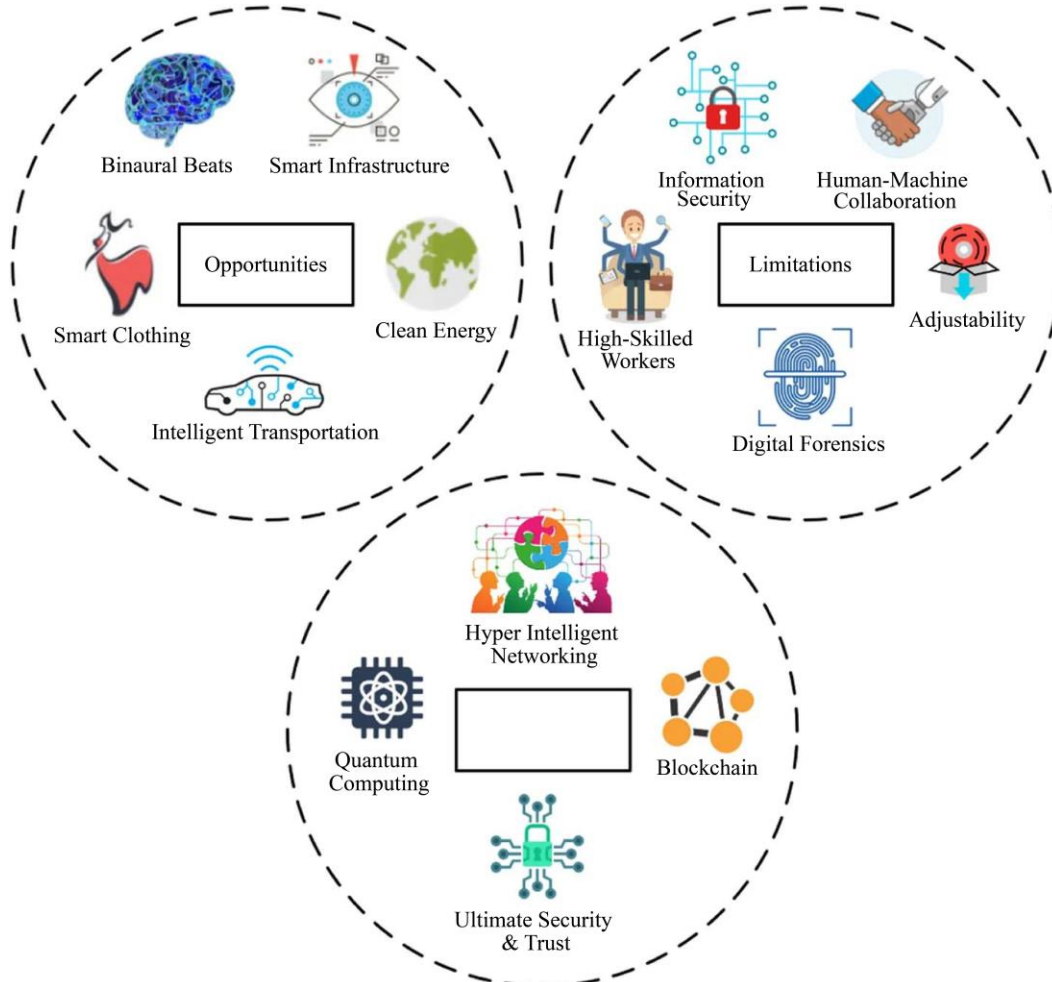 Binaural Beats
Smart Infrastructure
Opportunities
Smart Clothing
Clean Energy
Intelligent Transportation
Information
Security
Human-Machine
Collaboration
Limitations
High-Skilled
Workers
Adjustability
Digital Forensics
Hyper Intelligent
Networking
Quantum
Computing
Blockchain
Ultimate Security
& Trust